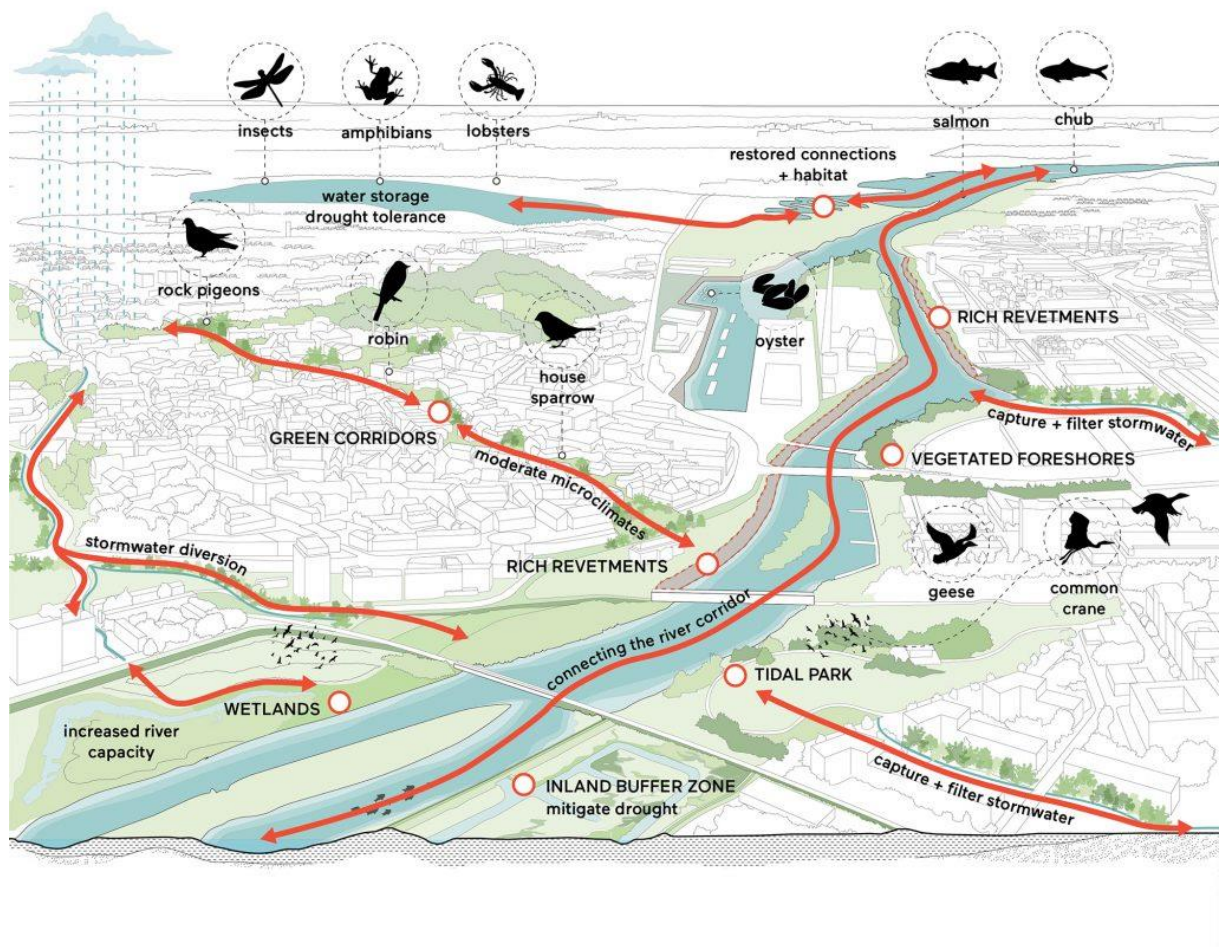 insects
amphibians
lobsters
salmon
chub
restored connections
+ habitat
water storage
drought tolerance
rock pigeons
robin
oyster
RICH REVETMENTS
house
sparrow
GREEN CORRIDORS
capture + filter stormwater
moderate microclimates
VEGETATED FORESHORES
stormwater diversion
RICH REVETMENTS
geese
common
crane
connecting the river corridor
TIDAL PARK
WETLANDS
increased river
capacity
INLAND BUFFER ZONE
mitigate drought
capture + filter stormwater